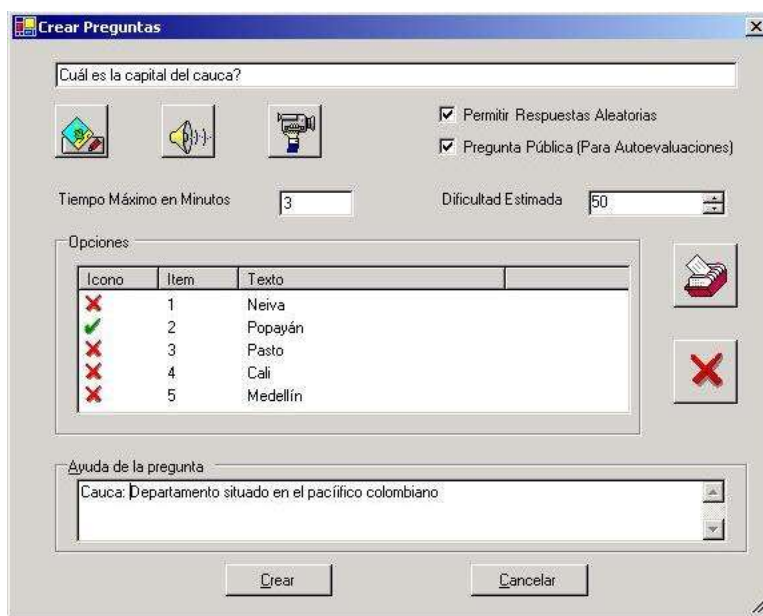 Crear Preguntas
Cuál es la capital del cauca?
Permitir Respuestas Aleatorias
Pregunta Pública (Para Autoevaluaciones)
Tiempo Máximo en Minutos
3
Dificultad Estimada
50
Opciones
Icono Item Texto
1 Neiva
2 Popayán
3 Pasto
4 Cali
5 Medellín
Ayuda de la pregunta
Cauca: Departamento situado en el pacíifico colombiano
Crear
Cancelar